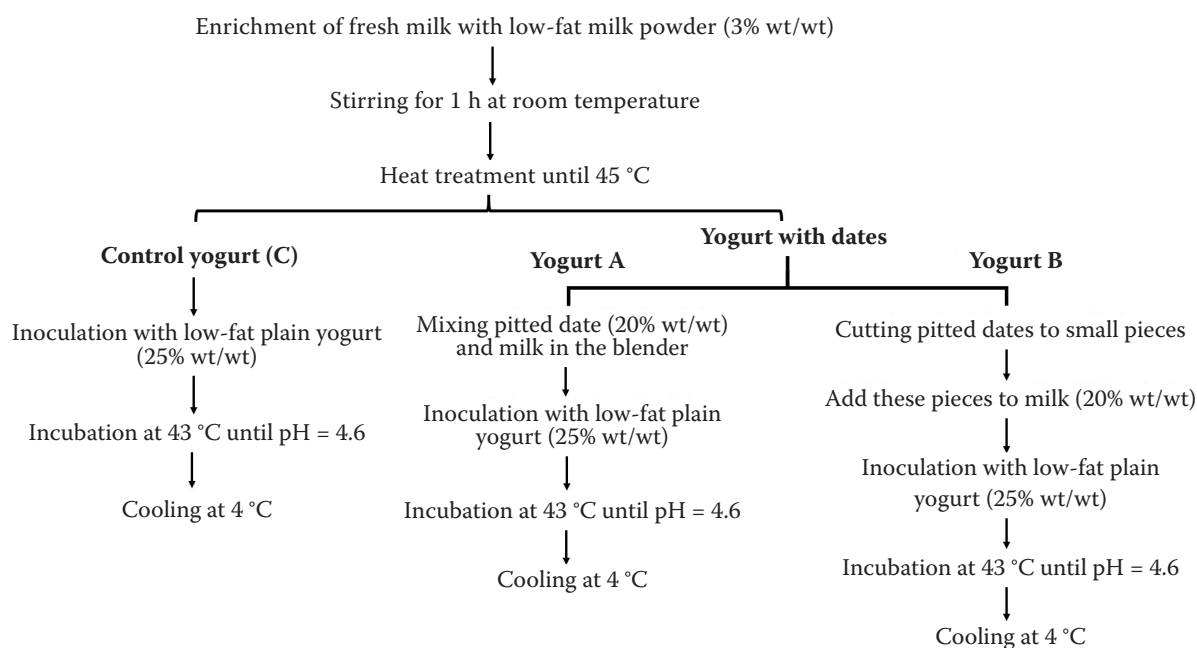 Enrichment of fresh milk with low-fat milk powder (3% wt/wt)
Stirring for 1 h at room temperature
Heat treatment until 45 °C
Control yogurt (C)
Inoculation with low-fat plain yogurt
(25% wt/wt)
Incubation at 43 °C until pH = 4.6
Cooling at 4 °C
Yogurt with dates
Yogurt A
Mixing pitted date (20% wt/wt)
and milk in the blender
Inoculation with low-fat plain
yogurt (25% wt/wt)
Incubation at 43 °C until pH = 4.6
Cooling at 4 °C
Yogurt B
Cutting pitted dates to small pieces
Add these pieces to milk (20% wt/wt)
Inoculation with low-fat plain
yogurt (25% wt/wt)
Incubation at 43 °C until pH = 4.6
Cooling at 4 °C